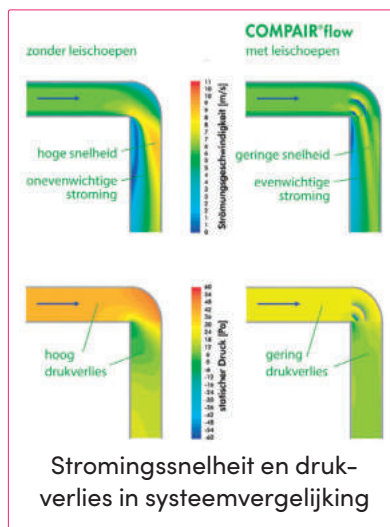 COMPAIR®flow
zonder leischoepen
met leischoepen
hoge snelheid
onevenwichtige
stroming
Strömungsgeschwindigkeit [m/s]
geringe snelheid
evenwichtige
stroming
hoog
drukverlies
statischer Druck [Pa]
gering
drukverlies
Stromingssnelheid en druk-
verlies in systeemvergelijking